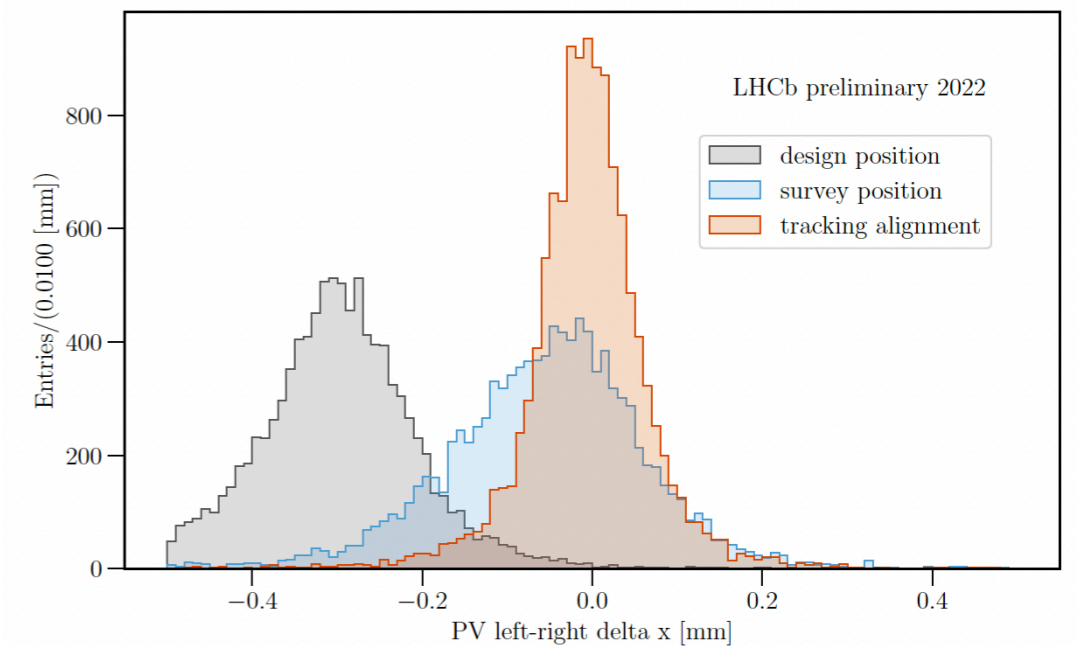 LHCb preliminary 2022
design position
survey position
tracking alignment
Entries/(0.0100 [mm])
800
600
400
200
0
−0.4
−0.2
0.0
0.2
0.4
PV left-right delta x [mm]